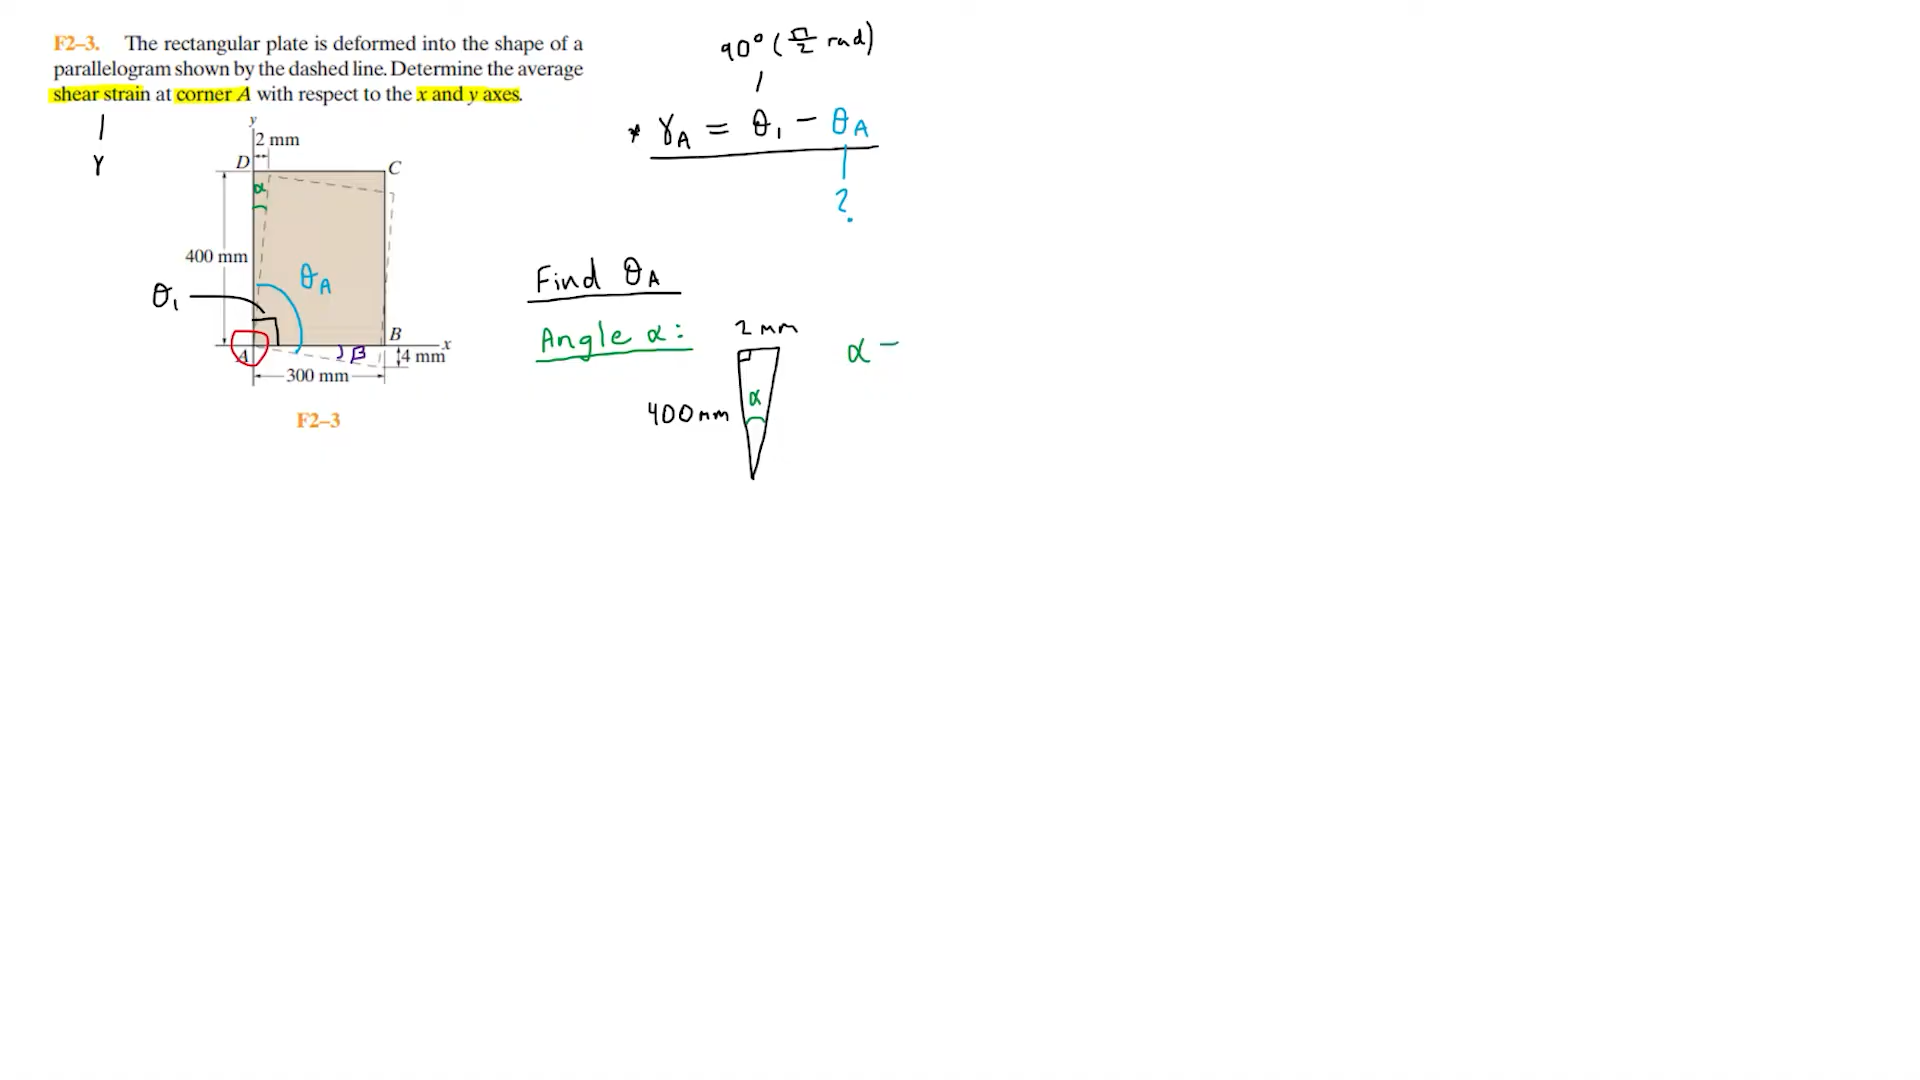 F2–3. The rectangular plate is deformed into the shape of a
parallelogram shown by the dashed line. Determine the average
shear strain at corner A with respect to the x and y axes.
γ
y
2 mm
D
C
α
400 mm
θ₁
θA
A
B
x
β
4 mm
300 mm
F2–3
90° (π/2 rad)
* γA = θ₁ − θA
?
Find θA
Angle α:
2 mm
α
400mm
α −